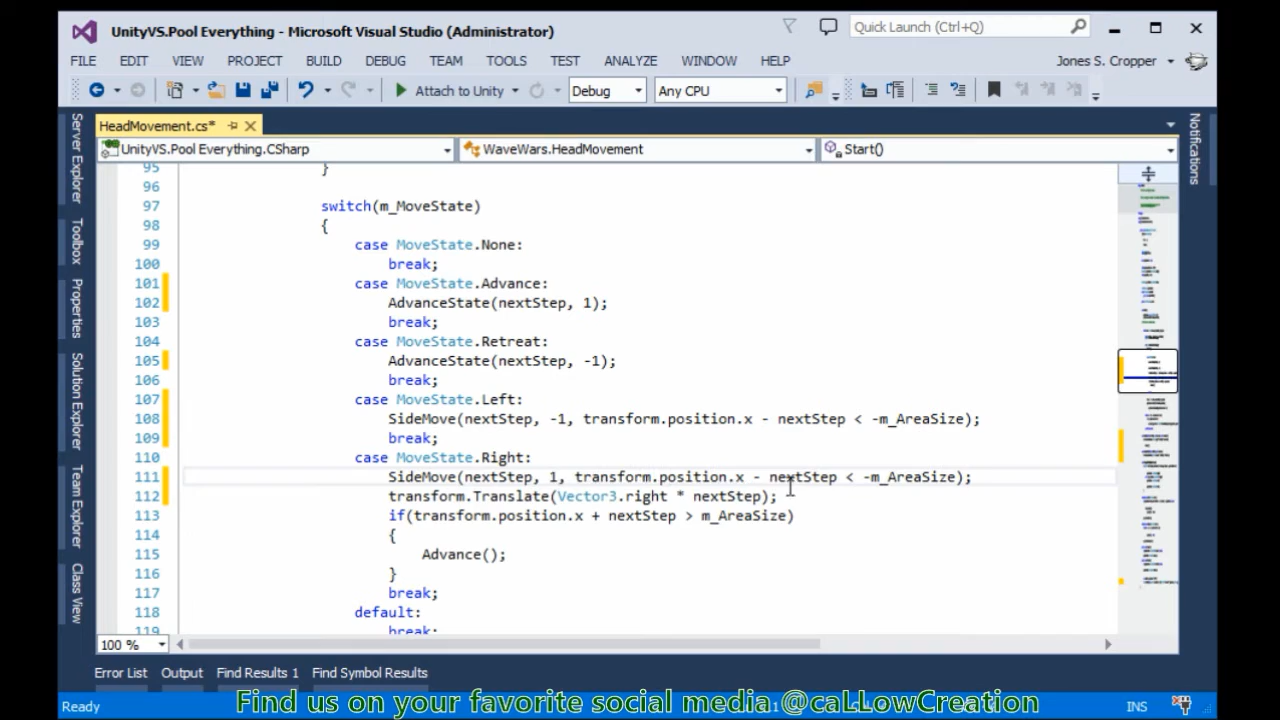 UnityVS.Pool Everything - Microsoft Visual Studio (Administrator)
Quick Launch (Ctrl+Q)
FILE EDIT VIEW PROJECT BUILD DEBUG TEAM TOOLS TEST ANALYZE WINDOW HELP
Jones S. Cropper
Attach to Unity
Debug
Any CPU
Server Explorer
Toolbox
Properties
Solution Explorer
Team Explorer
Class View
Notifications
HeadMovement.cs*
UnityVS.Pool Everything.CSharp
WaveWars.HeadMovement
Start()
95 }
96
97 switch(m_MoveState)
98 {
99 case MoveState.None:
100 break;
101 case MoveState.Advance:
102 AdvanceState(nextStep, 1);
103 break;
104 case MoveState.Retreat:
105 AdvanceState(nextStep, -1);
106 break;
107 case MoveState.Left:
108 SideMove(nextStep, -1, transform.position.x - nextStep < -m_AreaSize);
109 break;
110 case MoveState.Right:
111 SideMove(nextStep, 1, transform.position.x - nextStep < -m_AreaSize);
112 transform.Translate(Vector3.right * nextStep);
113 if(transform.position.x + nextStep > m_AreaSize)
114 {
115 Advance();
116 }
117 break;
118 default:
119 break;
100 %
Error List Output Find Results 1 Find Symbol Results
Ready
INS
Find us on your favorite social media @caLLowCreation